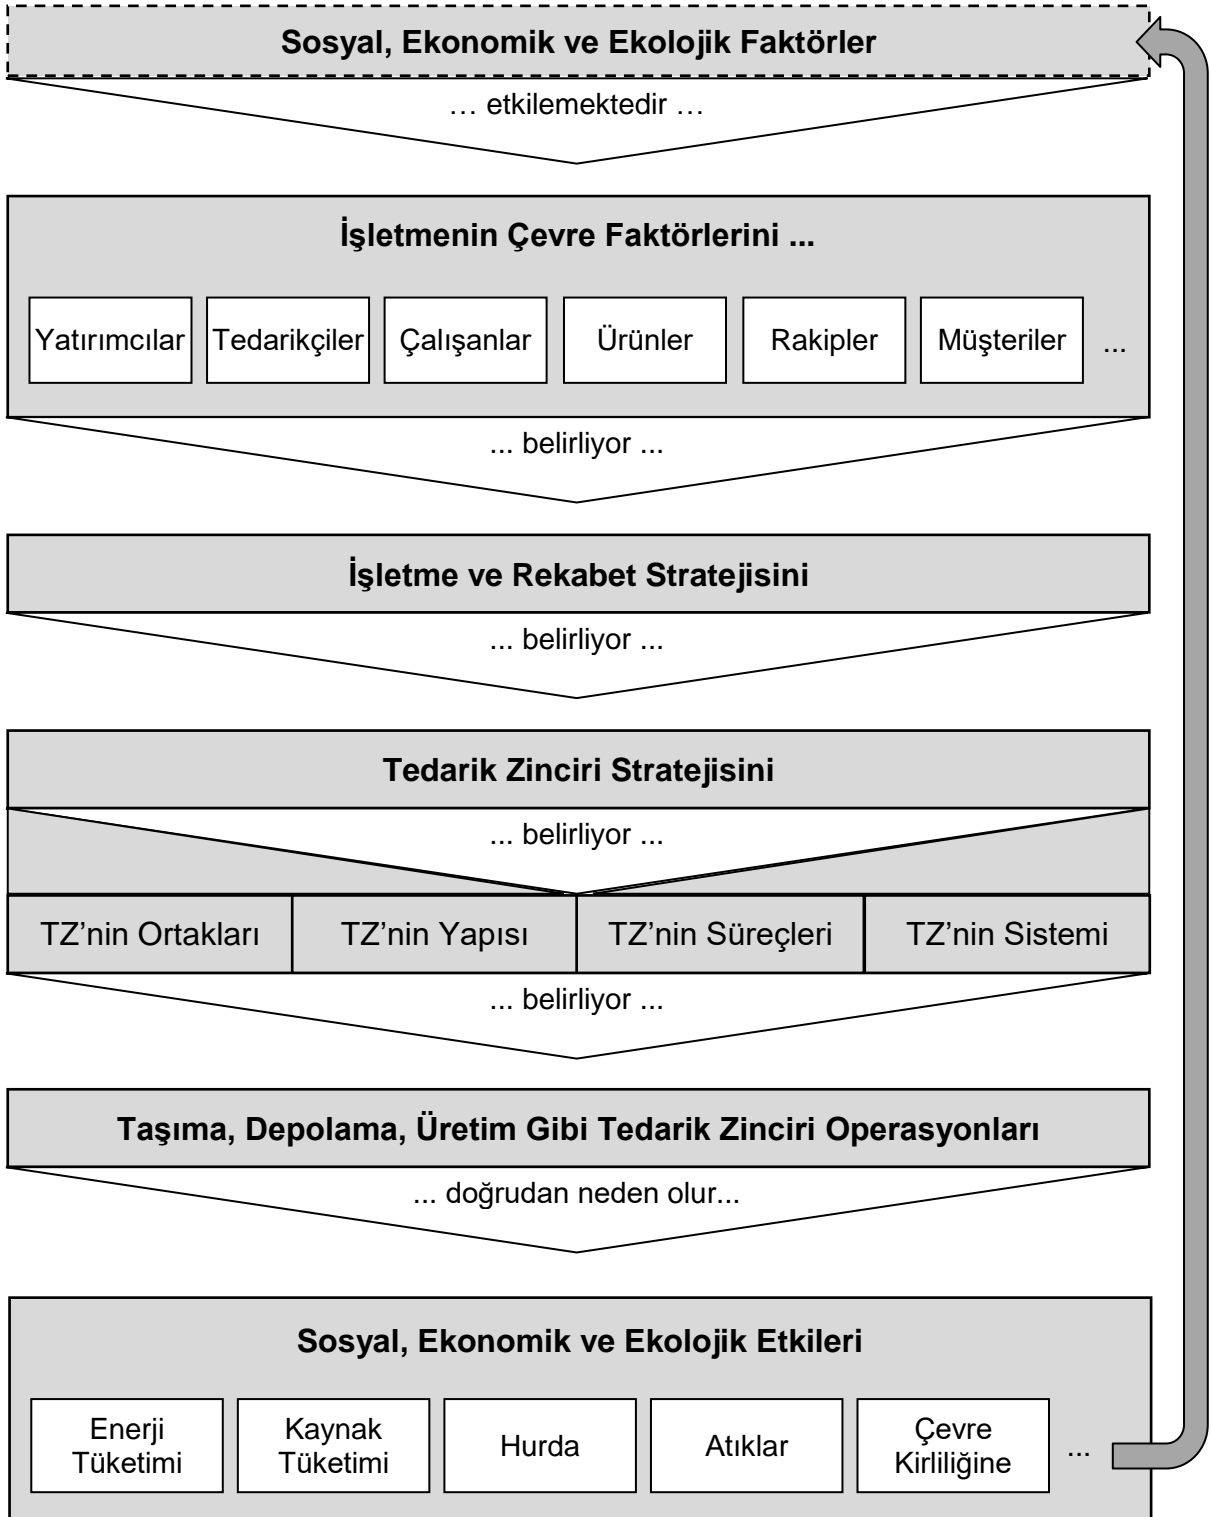 Sosyal, Ekonomik ve Ekolojik Faktörler
… etkilemektedir …
İşletmenin Çevre Faktörlerini ...
Yatırımcılar
Tedarikçiler
Çalışanlar
Ürünler
Rakipler
Müşteriler
...
... belirliyor ...
İşletme ve Rekabet Stratejisini
... belirliyor ...
Tedarik Zinciri Stratejisini
... belirliyor ...
TZ’nin Ortakları
TZ’nin Yapısı
TZ’nin Süreçleri
TZ’nin Sistemi
... belirliyor ...
Taşıma, Depolama, Üretim Gibi Tedarik Zinciri Operasyonları
... doğrudan neden olur...
Sosyal, Ekonomik ve Ekolojik Etkileri
Enerji
Tüketimi
Kaynak
Tüketimi
Hurda
Atıklar
Çevre
Kirliliğine
...